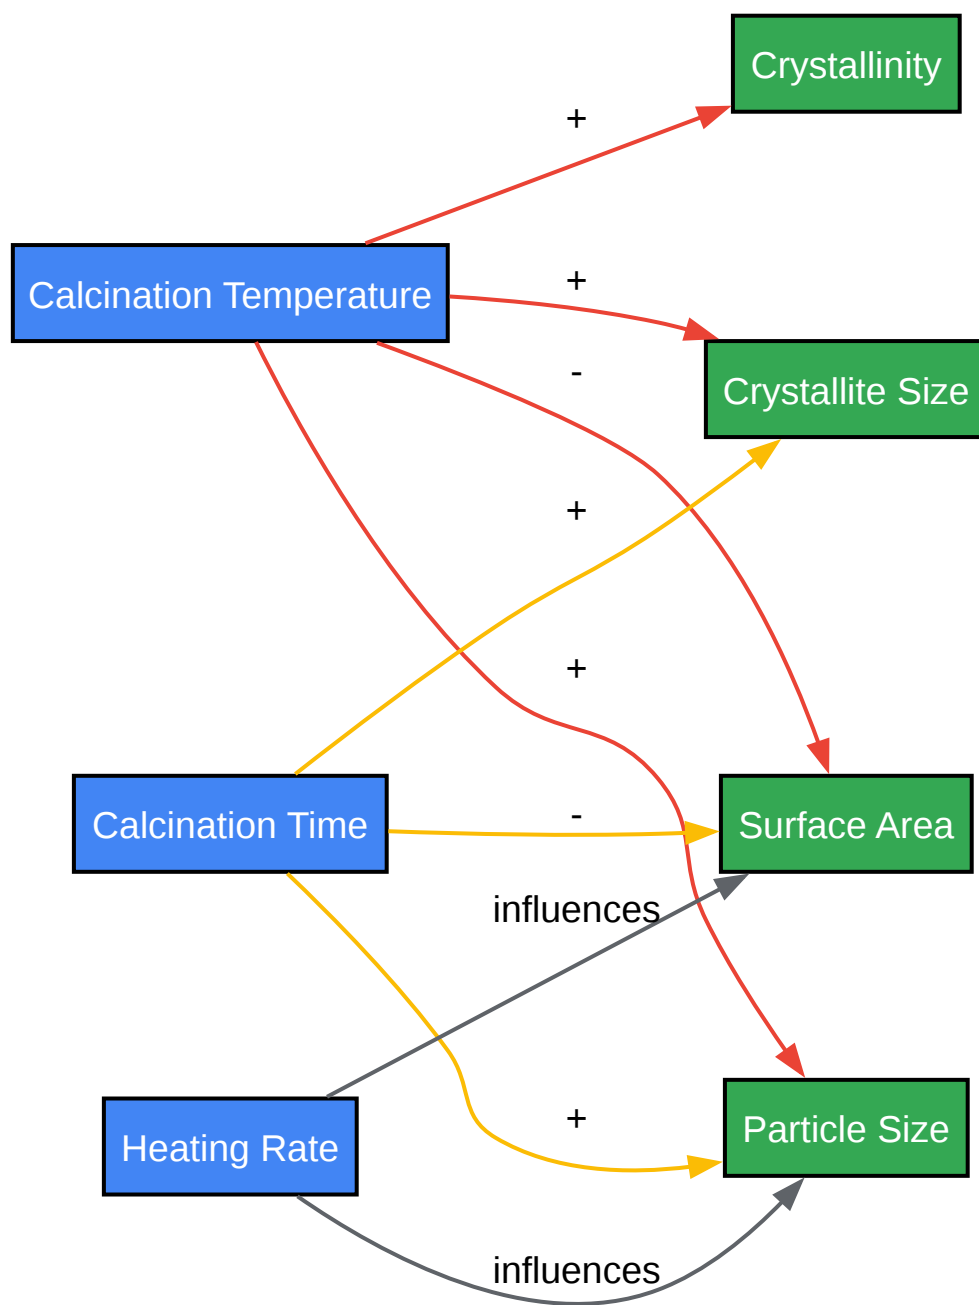 Crystallinity
+
Calcination Temperature
+
-
Crystallite Size
+
+
Calcination Time
-
Surface Area
influences
Heating Rate
+
Particle Size
influences